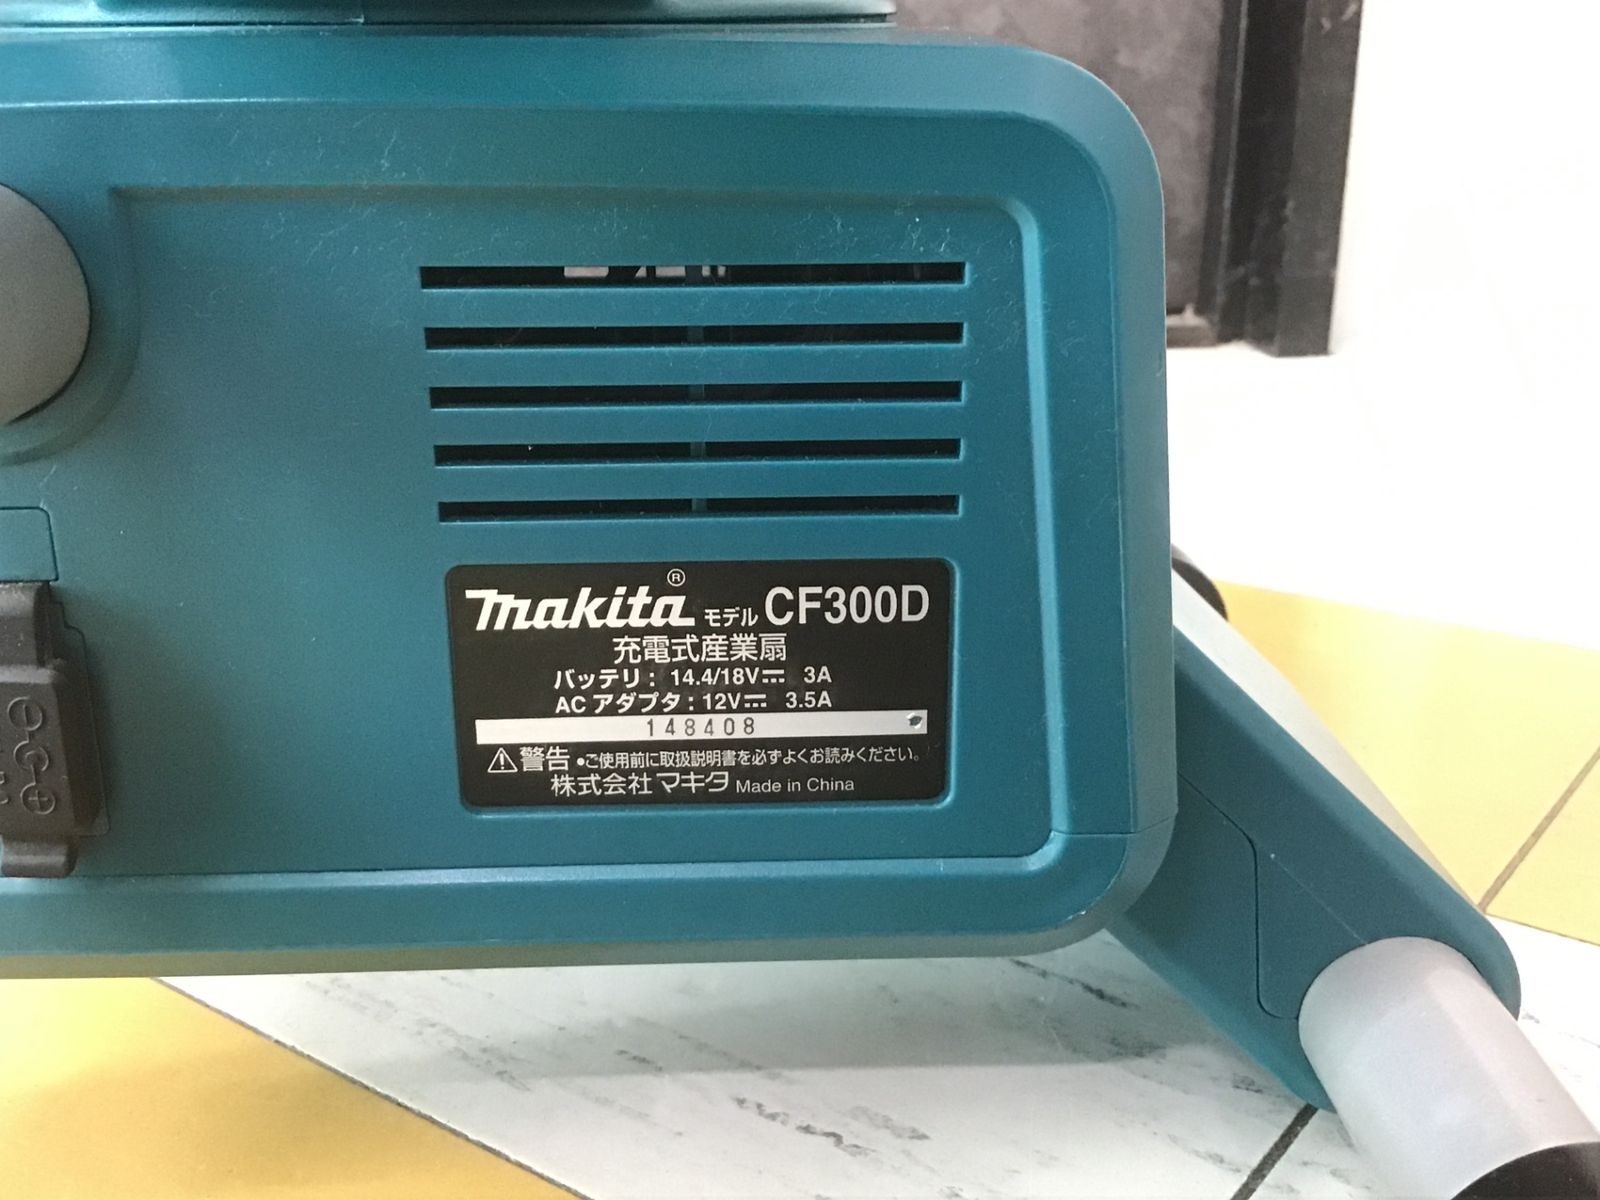 makita® モデル CF300D
充電式産業扇
バッテリ: 14.4/18V⎓ 3A
ACアダプタ: 12V⎓ 3.5A
148408
⚠警告 •ご使用前に取扱説明書を必ずよくお読みください。
株式会社マキタ Made in China